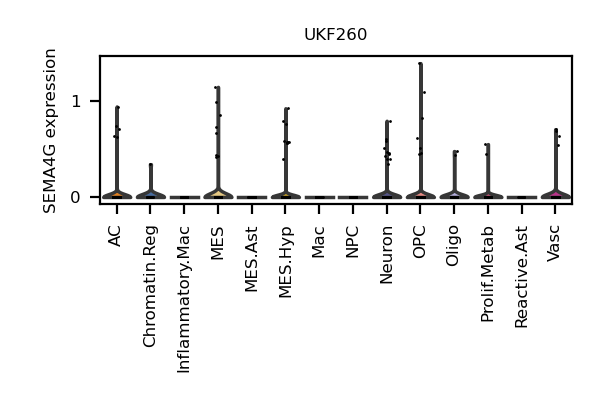 UKF260
SEMA4G expression
1
0
AC
Chromatin.Reg
Inflammatory.Mac
MES
MES.Ast
MES.Hyp
Mac
NPC
Neuron
OPC
Oligo
Prolif.Metab
Reactive.Ast
Vasc